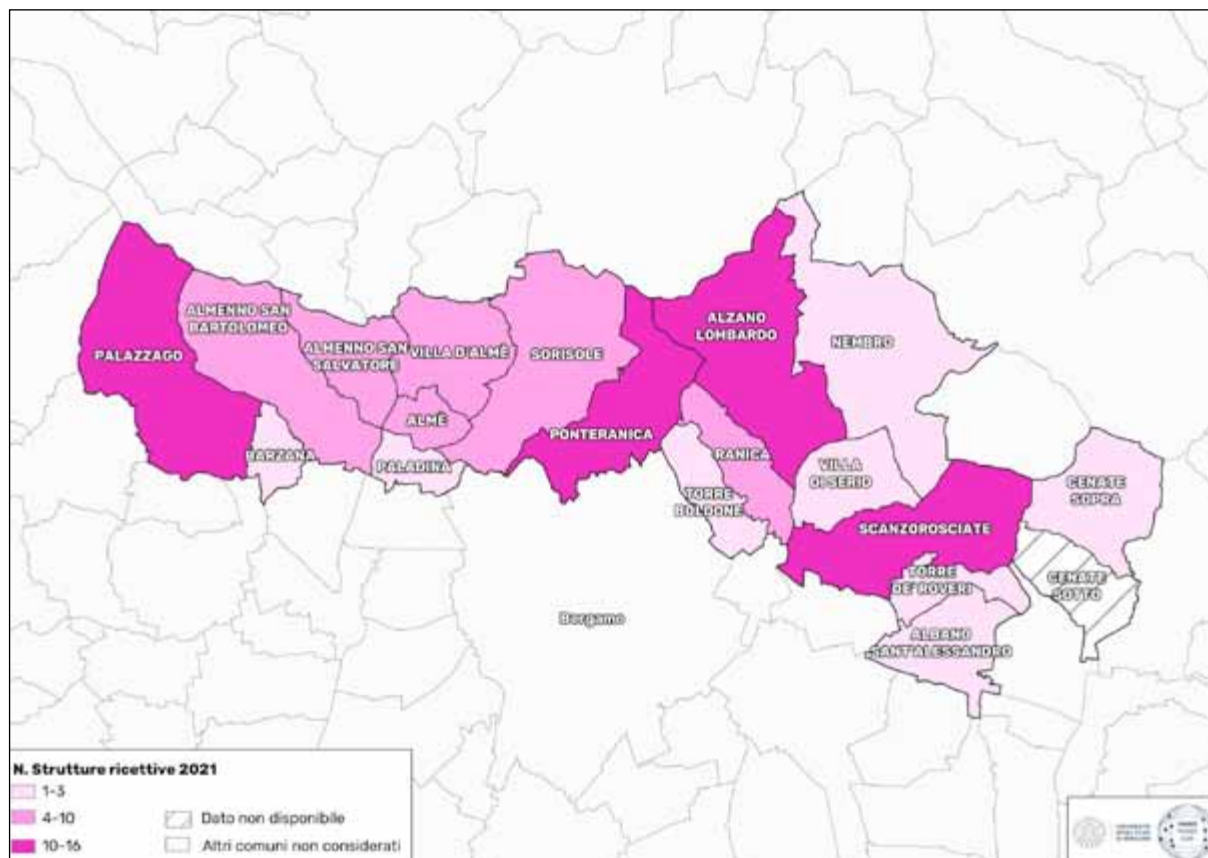 ALMENNO SAN
BARTOLOMEO
PALAZZAGO
ALMENNO SAN
SALVATORE
VILLA D'ALMÈ
SORISOLE
ALZANO
LOMBARDO
NEMBRO
ALMÈ
PONTERANICA
BARZANA
PALADINA
RANICA
TORRE
BOLDONE
VILLA
DI SERIO
CENATE
SOPRA
SCANZOROSCIATE
TORRE
DE' ROVERI
CENATE
SOTTO
Bergamo
ALBANO
SANT'ALESSANDRO
N. Strutture ricettive 2021
1-3
4-10
10-16
Dato non disponibile
Altri comuni non considerati